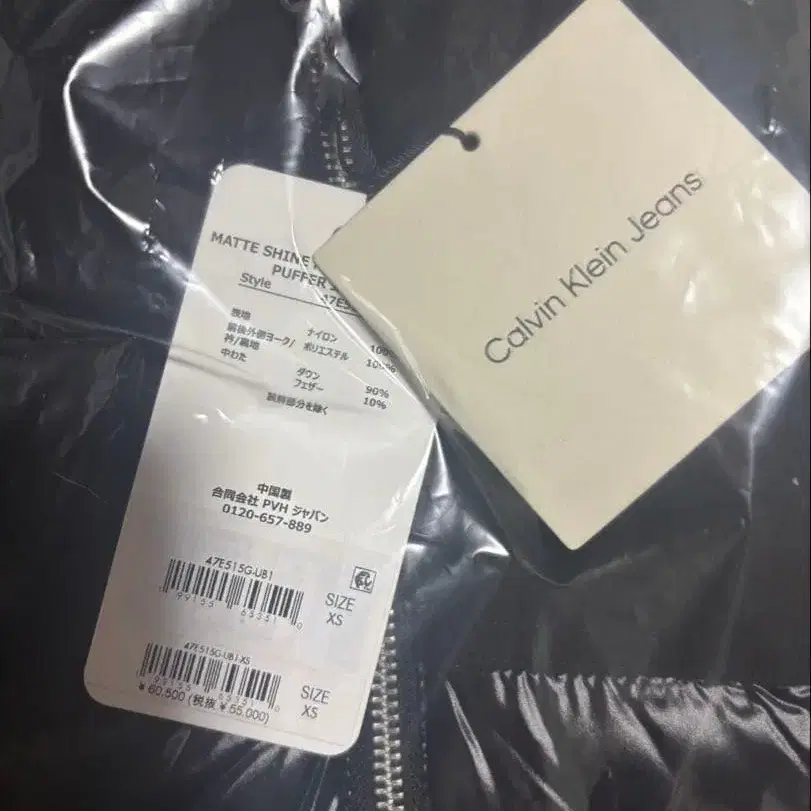 Calvin Klein Jeans
MATTE SHINE
PUFFER
Style
47E5
表地 ナイロン 100%
前後外側ヨーク/ ポリエステル 100%
衿/裏地
中わた ダウン 90%
フェザー 10%
装飾部分を除く
中国製
合同会社 PVH ジャパン
0120-657-889
47E515G-UB1
SIZE
XS
47E515G-UB1-XS
SIZE
XS
¥60,500 (税抜 ¥55,000)